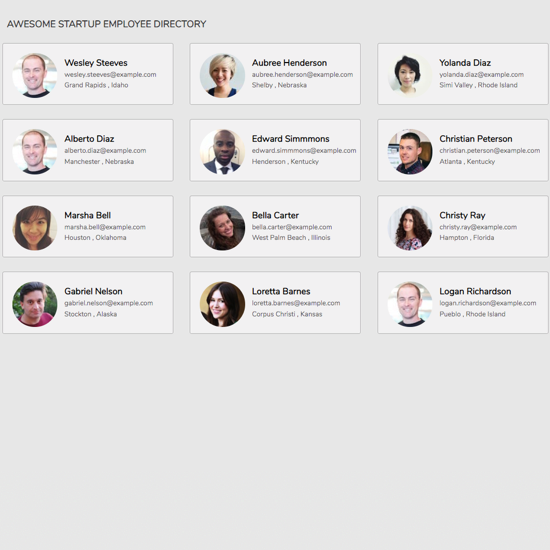 AWESOME STARTUP EMPLOYEE DIRECTORY
Wesley Steeves
wesley.steeves@example.com
Grand Rapids , Idaho
Aubree Henderson
aubree.henderson@example.com
Shelby , Nebraska
Yolanda Diaz
yolanda.diaz@example.com
Simi Valley , Rhode Island
Alberto Diaz
alberto.diaz@example.com
Manchester , Nebraska
Edward Simmmons
edward.simmmons@example.com
Henderson , Kentucky
Christian Peterson
christian.peterson@example.com
Atlanta , Kentucky
Marsha Bell
marsha.bell@example.com
Houston , Oklahoma
Bella Carter
bella.carter@example.com
West Palm Beach , Illinois
Christy Ray
christy.ray@example.com
Hampton , Florida
Gabriel Nelson
gabriel.nelson@example.com
Stockton , Alaska
Loretta Barnes
loretta.barnes@example.com
Corpus Christi , Kansas
Logan Richardson
logan.richardson@example.com
Pueblo , Rhode Island